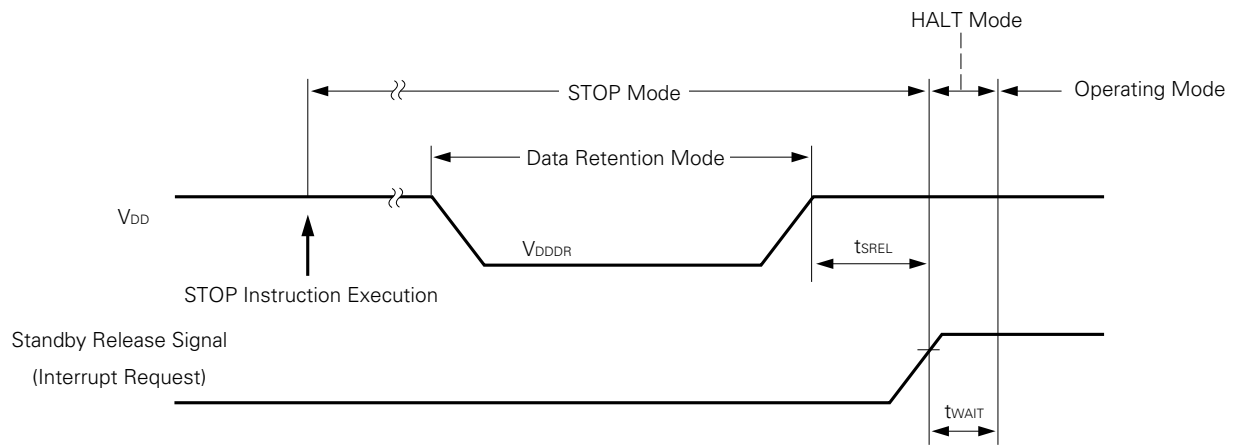 HALT Mode
STOP Mode
Operating Mode
Data Retention Mode
VDD
VDDDR
tSREL
STOP Instruction Execution
Standby Release Signal
(Interrupt Request)
tWAIT